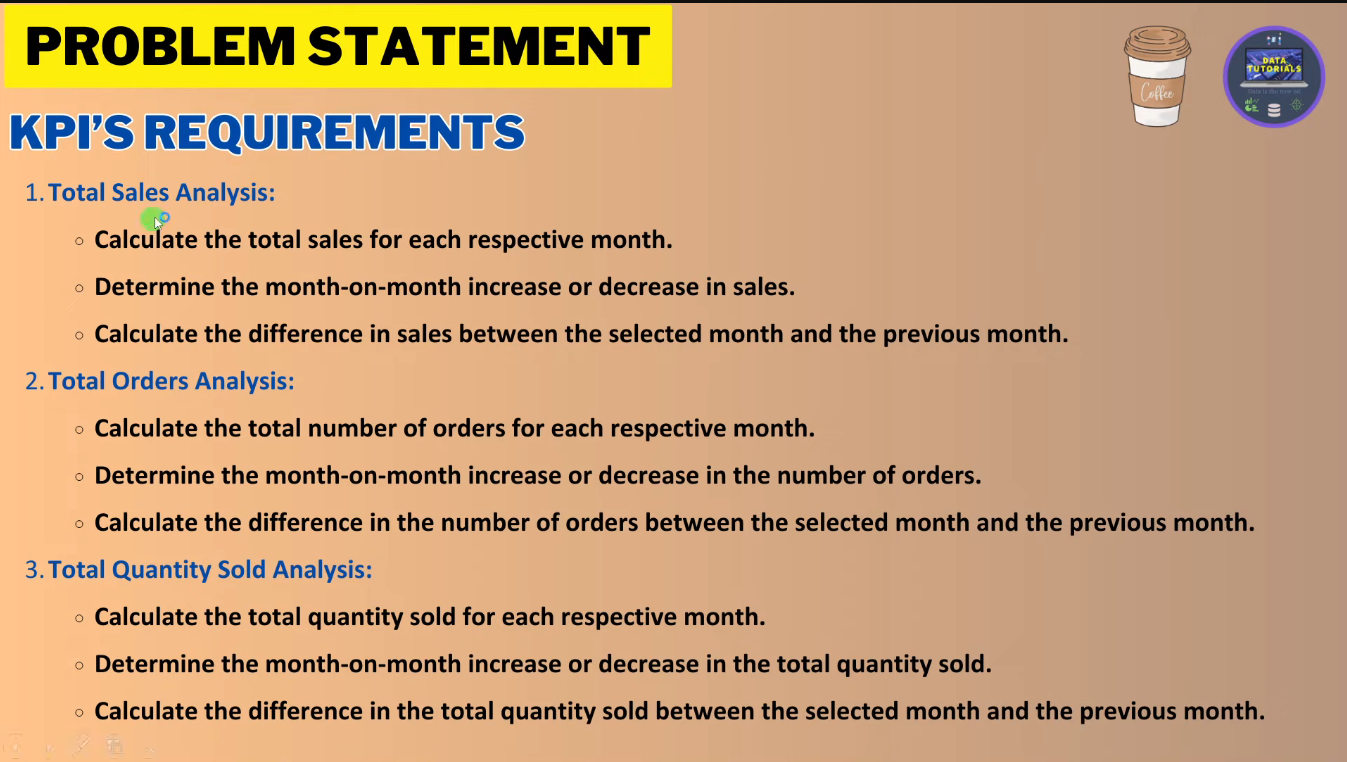 PROBLEM STATEMENT
Coffee
DATA
TUTORIALS
KPI'S REQUIREMENTS
1. Total Sales Analysis:
Calculate the total sales for each respective month.
Determine the month-on-month increase or decrease in sales.
Calculate the difference in sales between the selected month and the previous month.
2. Total Orders Analysis:
Calculate the total number of orders for each respective month.
Determine the month-on-month increase or decrease in the number of orders.
Calculate the difference in the number of orders between the selected month and the previous month.
3. Total Quantity Sold Analysis:
Calculate the total quantity sold for each respective month.
Determine the month-on-month increase or decrease in the total quantity sold.
Calculate the difference in the total quantity sold between the selected month and the previous month.